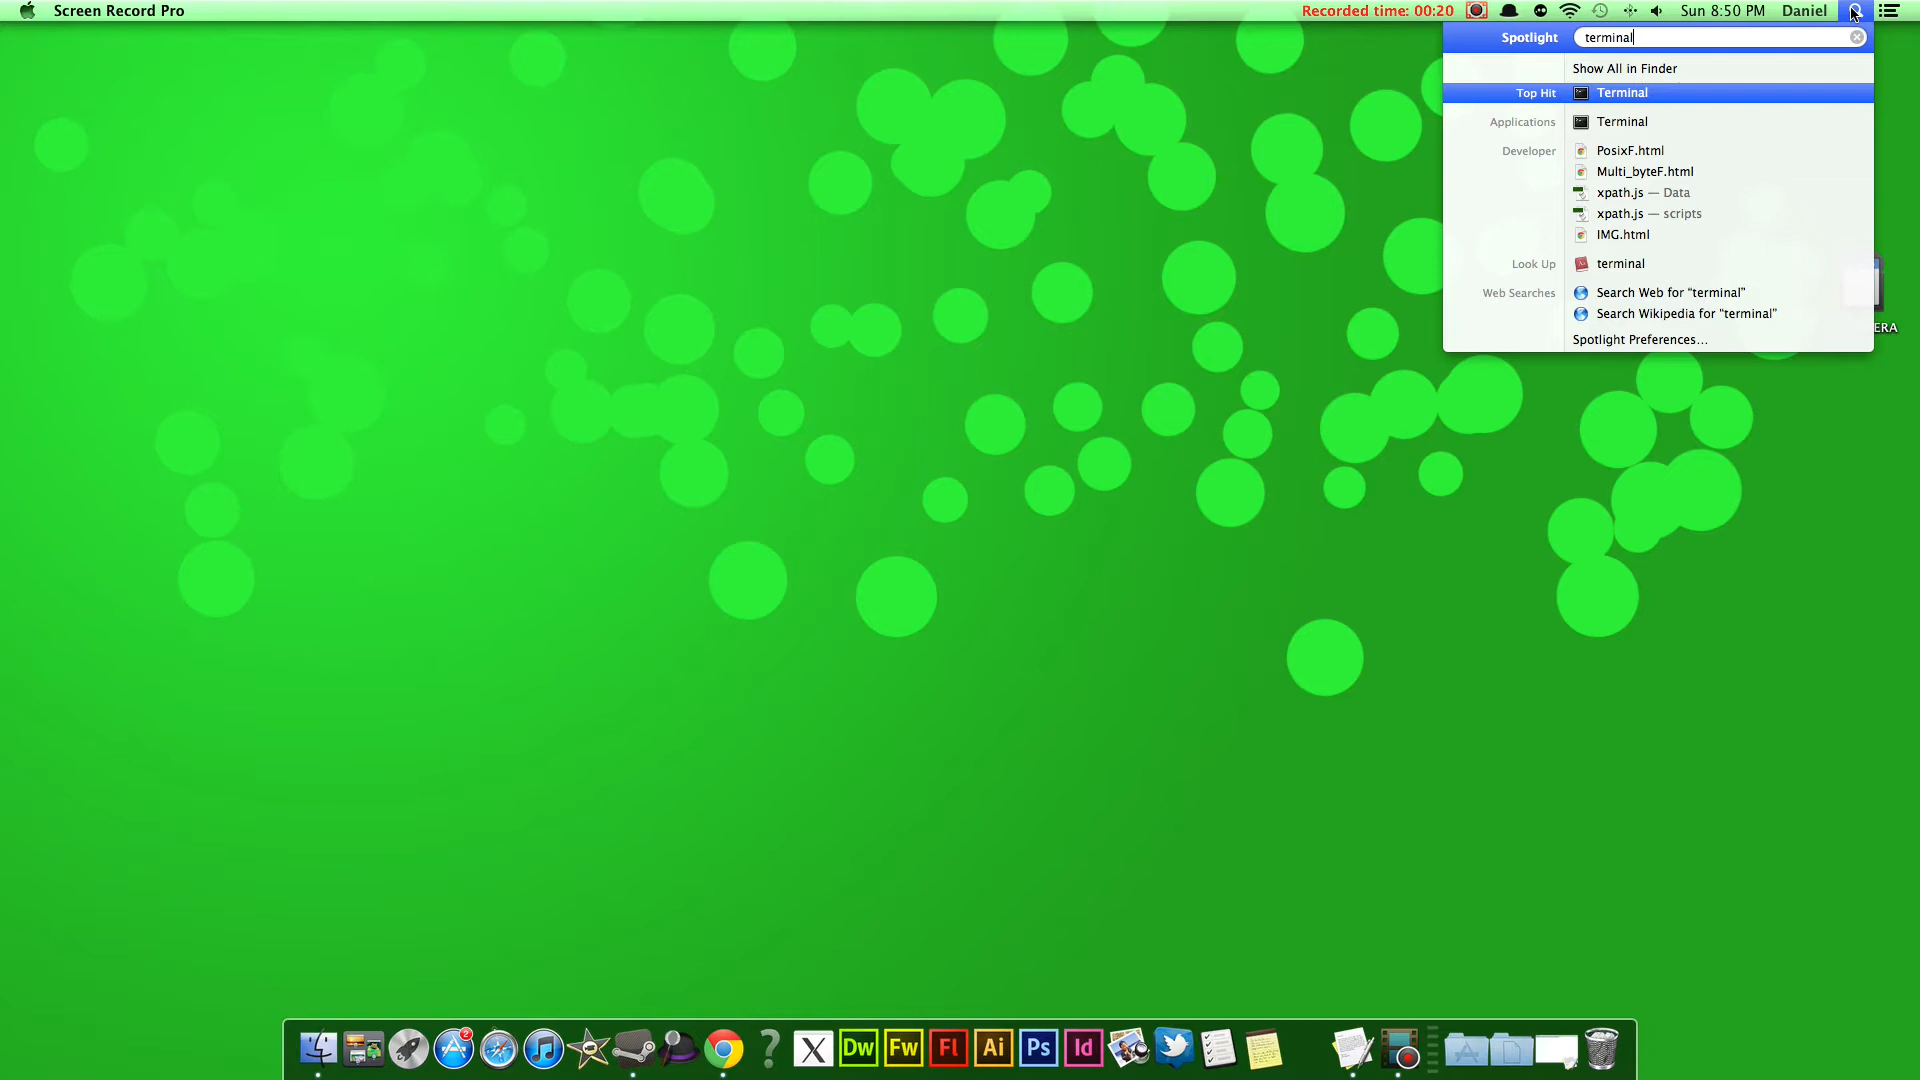 Screen Record Pro
Recorded time: 00:20
Sun 8:50 PM
Daniel
Spotlight
terminal
Show All in Finder
Top Hit
Terminal
Applications
Terminal
Developer
PosixF.html
Multi_byteF.html
xpath.js — Data
xpath.js — scripts
IMG.html
Look Up
terminal
Web Searches
Search Web for “terminal”
Search Wikipedia for “terminal”
Spotlight Preferences…
ERA
2
?
X
Dw
Fw
Fl
Ai
Ps
Id